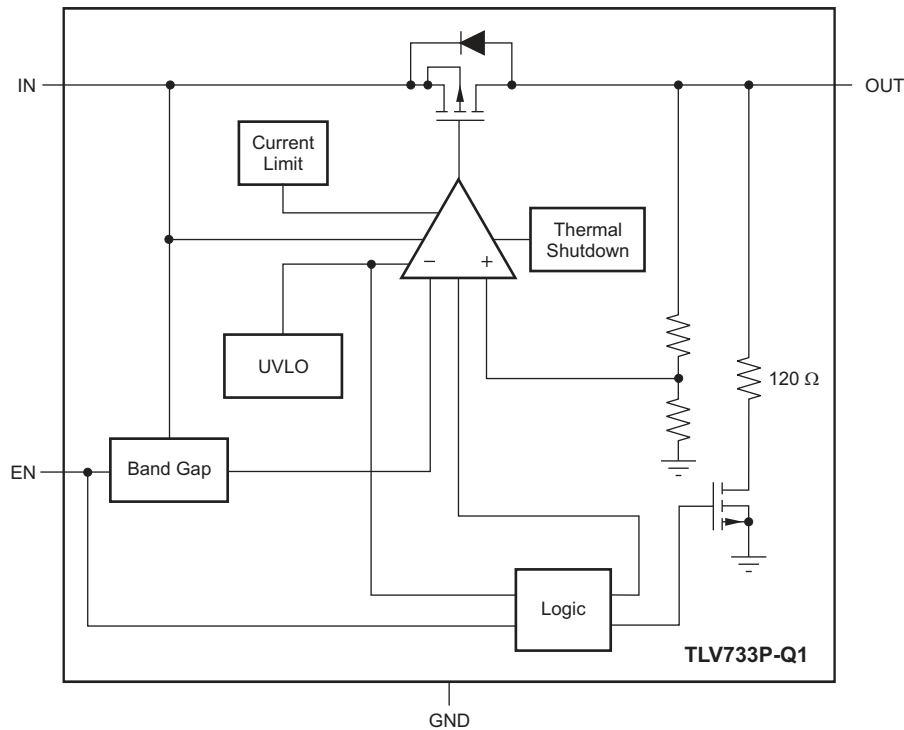 IN
OUT
Current
Limit
Thermal
Shutdown
−
+
UVLO
120 Ω
EN
Band Gap
Logic
TLV733P-Q1
GND